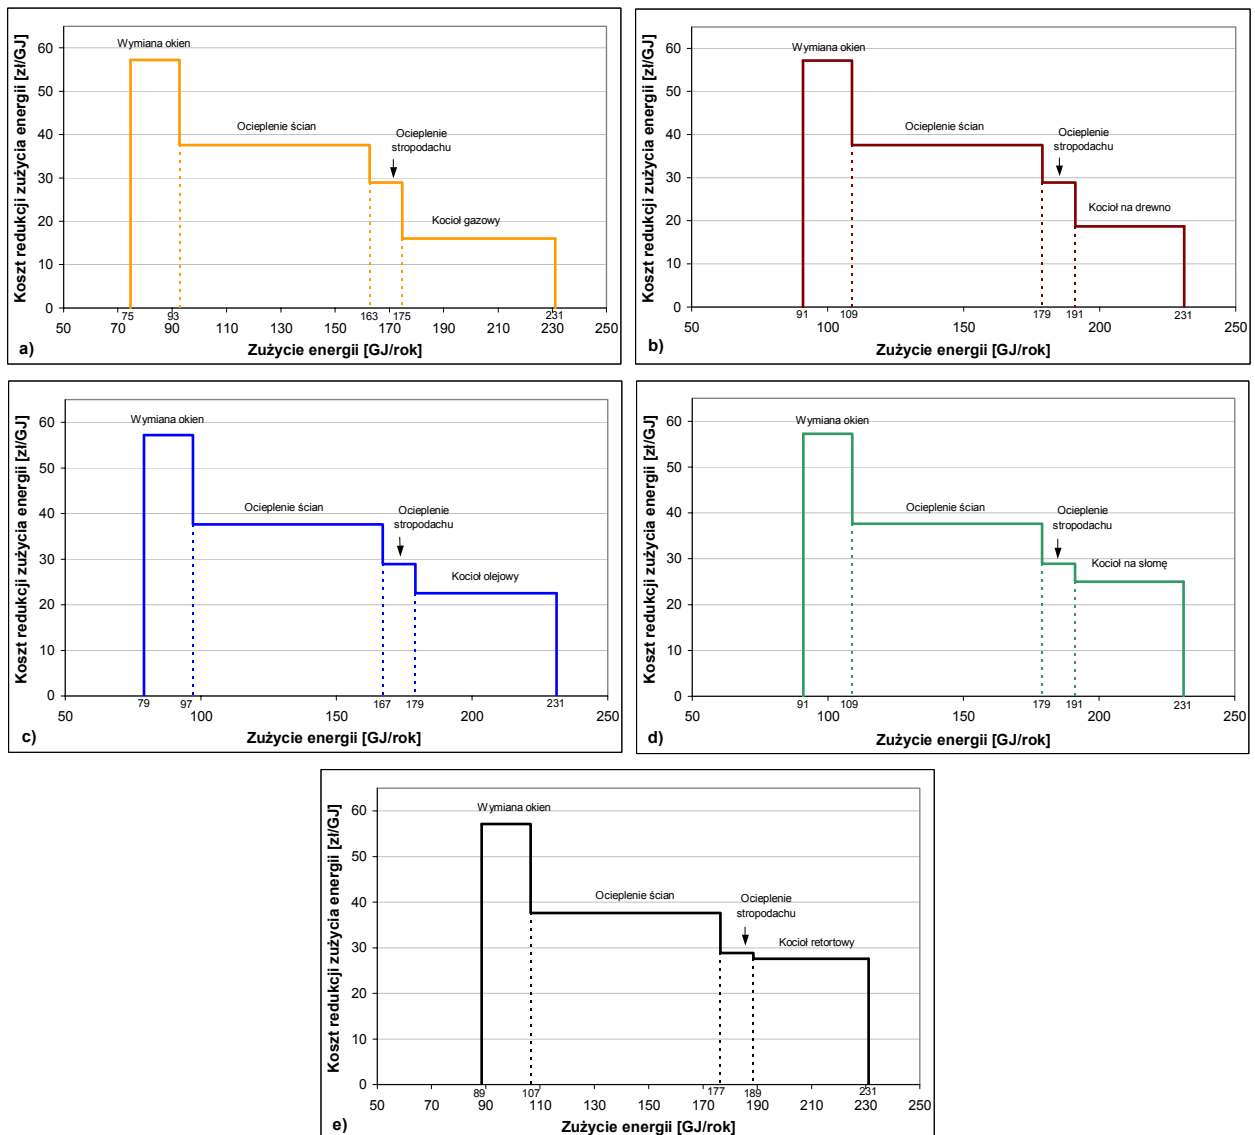 Koszt redukcji zużycia energii [zł/GJ]
60
50
40
30
20
10
0
Wymiana okien
Ocieplenie ścian
Ocieplenie
stropodachu
Kocioł gazowy
75 93 163 175 231
50 70 90 110 130 150 170 190 210 230 250
a) Zużycie energii [GJ/rok]
Koszt redukcji zużycia energii [zł/GJ]
60
50
40
30
20
10
0
Wymiana okien
Ocieplenie ścian
Ocieplenie
stropodachu
Kocioł na drewno
91 109 179 191 231
50 100 150 200 250
b) Zużycie energii [GJ/rok]
Koszt redukcji zużycia energii [zł/GJ]
60
50
40
30
20
10
0
Wymiana okien
Ocieplenie ścian
Ocieplenie
stropodachu
Kocioł olejowy
79 97 167 179 231
50 100 150 200 250
c) Zużycie energii [GJ/rok]
Koszt redukcji zużycia energii [zł/GJ]
60
50
40
30
20
10
0
Wymiana okien
Ocieplenie ścian
Ocieplenie
stropodachu
Kocioł na słomę
91 109 179 191 231
50 100 150 200 250
d) Zużycie energii [GJ/rok]
Koszt redukcji zużycia energii [zł/GJ]
60
50
40
30
20
10
0
Wymiana okien
Ocieplenie ścian
Ocieplenie
stropodachu
Kocioł retortowy
89 107 177 189 231
50 70 90 110 130 150 170 190 210 230 250
e) Zużycie energii [GJ/rok]